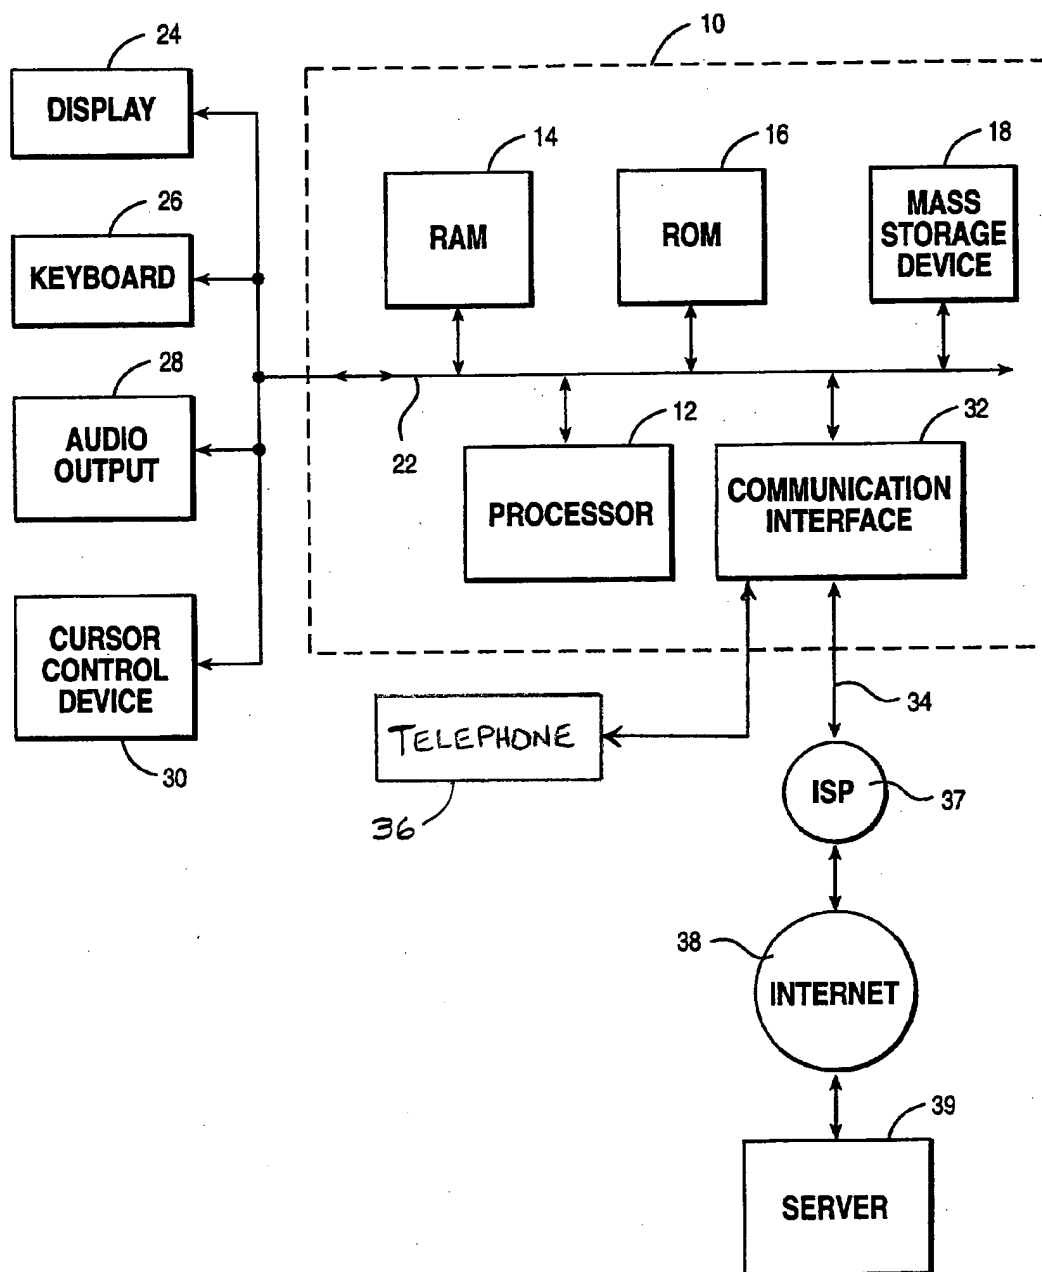 24
10
DISPLAY
14
16
18
RAM
ROM
MASS
STORAGE
DEVICE
26
KEYBOARD
28
AUDIO
OUTPUT
22
12
32
PROCESSOR
COMMUNICATION
INTERFACE
CURSOR
CONTROL
DEVICE
30
34
TELEPHONE
36
ISP
37
38
INTERNET
39
SERVER